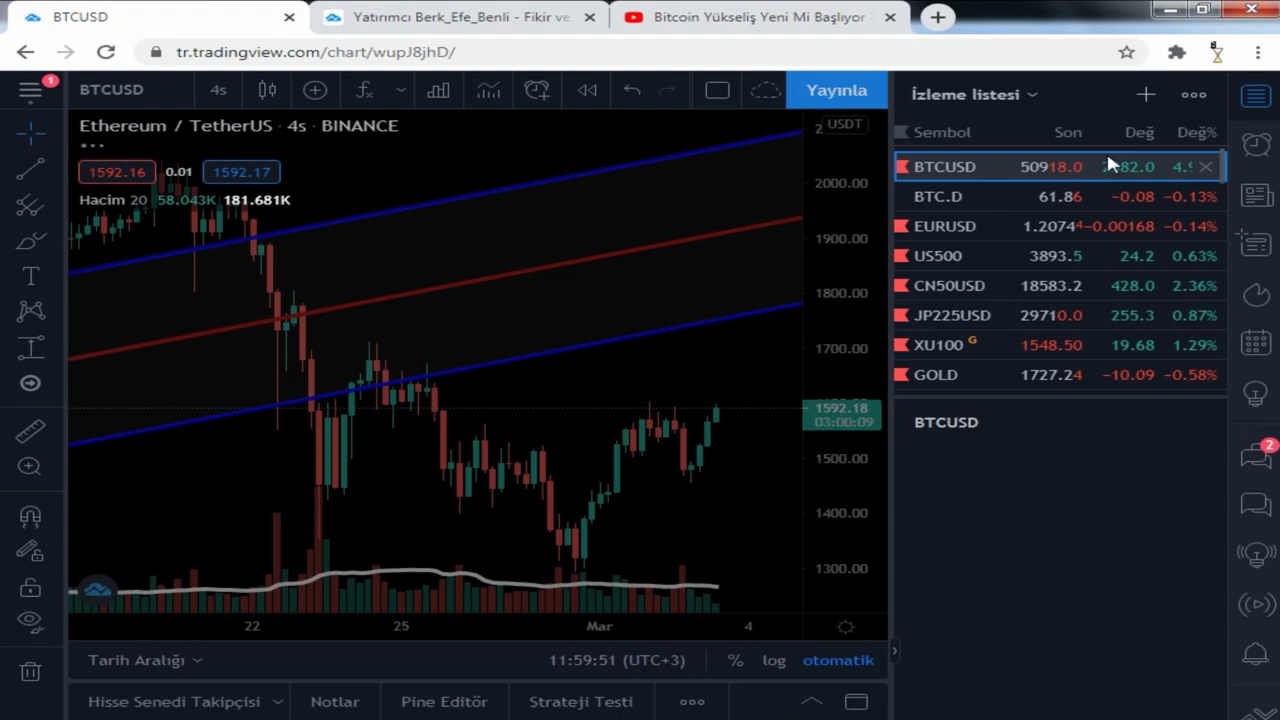 BTCUSD
Yatırımcı Berk_Efe_Benli - Fikir ve
Bitcoin Yükseliş Yeni Mi Başlıyor
tr.tradingview.com/chart/wupJ8jhD/
1
BTCUSD
4s
Yayınla
Ethereum / TetherUS · 4s · BINANCE
USDT
1592.16
0.01
1592.17
Hacim 20 58.043K 181.681K
2000.00
1900.00
1800.00
1700.00
1592.18
03:00:09
1500.00
1400.00
1300.00
22
25
Mar
4
Tarih Aralığı
11:59:51 (UTC+3)
%
log
otomatik
Hisse Senedi Takipçisi
Notlar
Pine Editör
Strateji Testi
İzleme listesi
Sembol Son Değ Değ%
BTCUSD 50918.0
BTC.D 61.86 −0.08 −0.13%
EURUSD 1.20744 −0.00168 −0.14%
US500 3893.5 24.2 0.63%
CN50USD 18583.2 428.0 2.36%
JP225USD 29710.0 255.3 0.87%
XU100 G 1548.50 19.68 1.29%
GOLD 1727.24 −10.09 −0.58%
BTCUSD
2